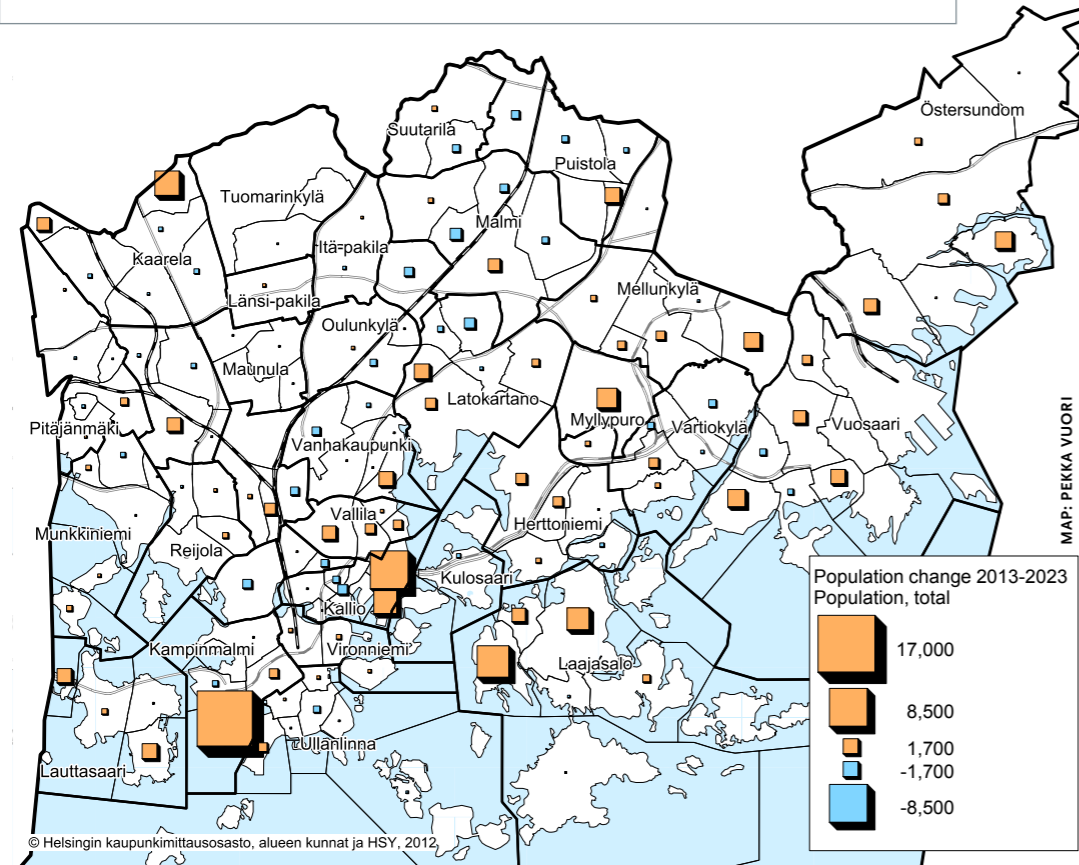 Östersundom
Suutarila
Puistola
Tuomarinkylä
Malmi
Itä-pakila
Kaarela
Mellunkylä
Länsi-pakila
Oulunkylä
Maunula
Latokartano
Myllypuro
Vartiokylä
Vuosaari
Pitäjänmäki
Vanhakaupunki
Vallila
Herttoniemi
Munkkiniemi
Reijola
Kulosaari
Kallio
Kampinmalmi
Vironniemi
Laajasalo
Ullanlinna
Lauttasaari
MAP: PEKKA VUORI
Population change 2013-2023
Population, total
17,000
8,500
1,700
-1,700
-8,500
© Helsingin kaupunkimittausosasto, alueen kunnat ja HSY, 2012